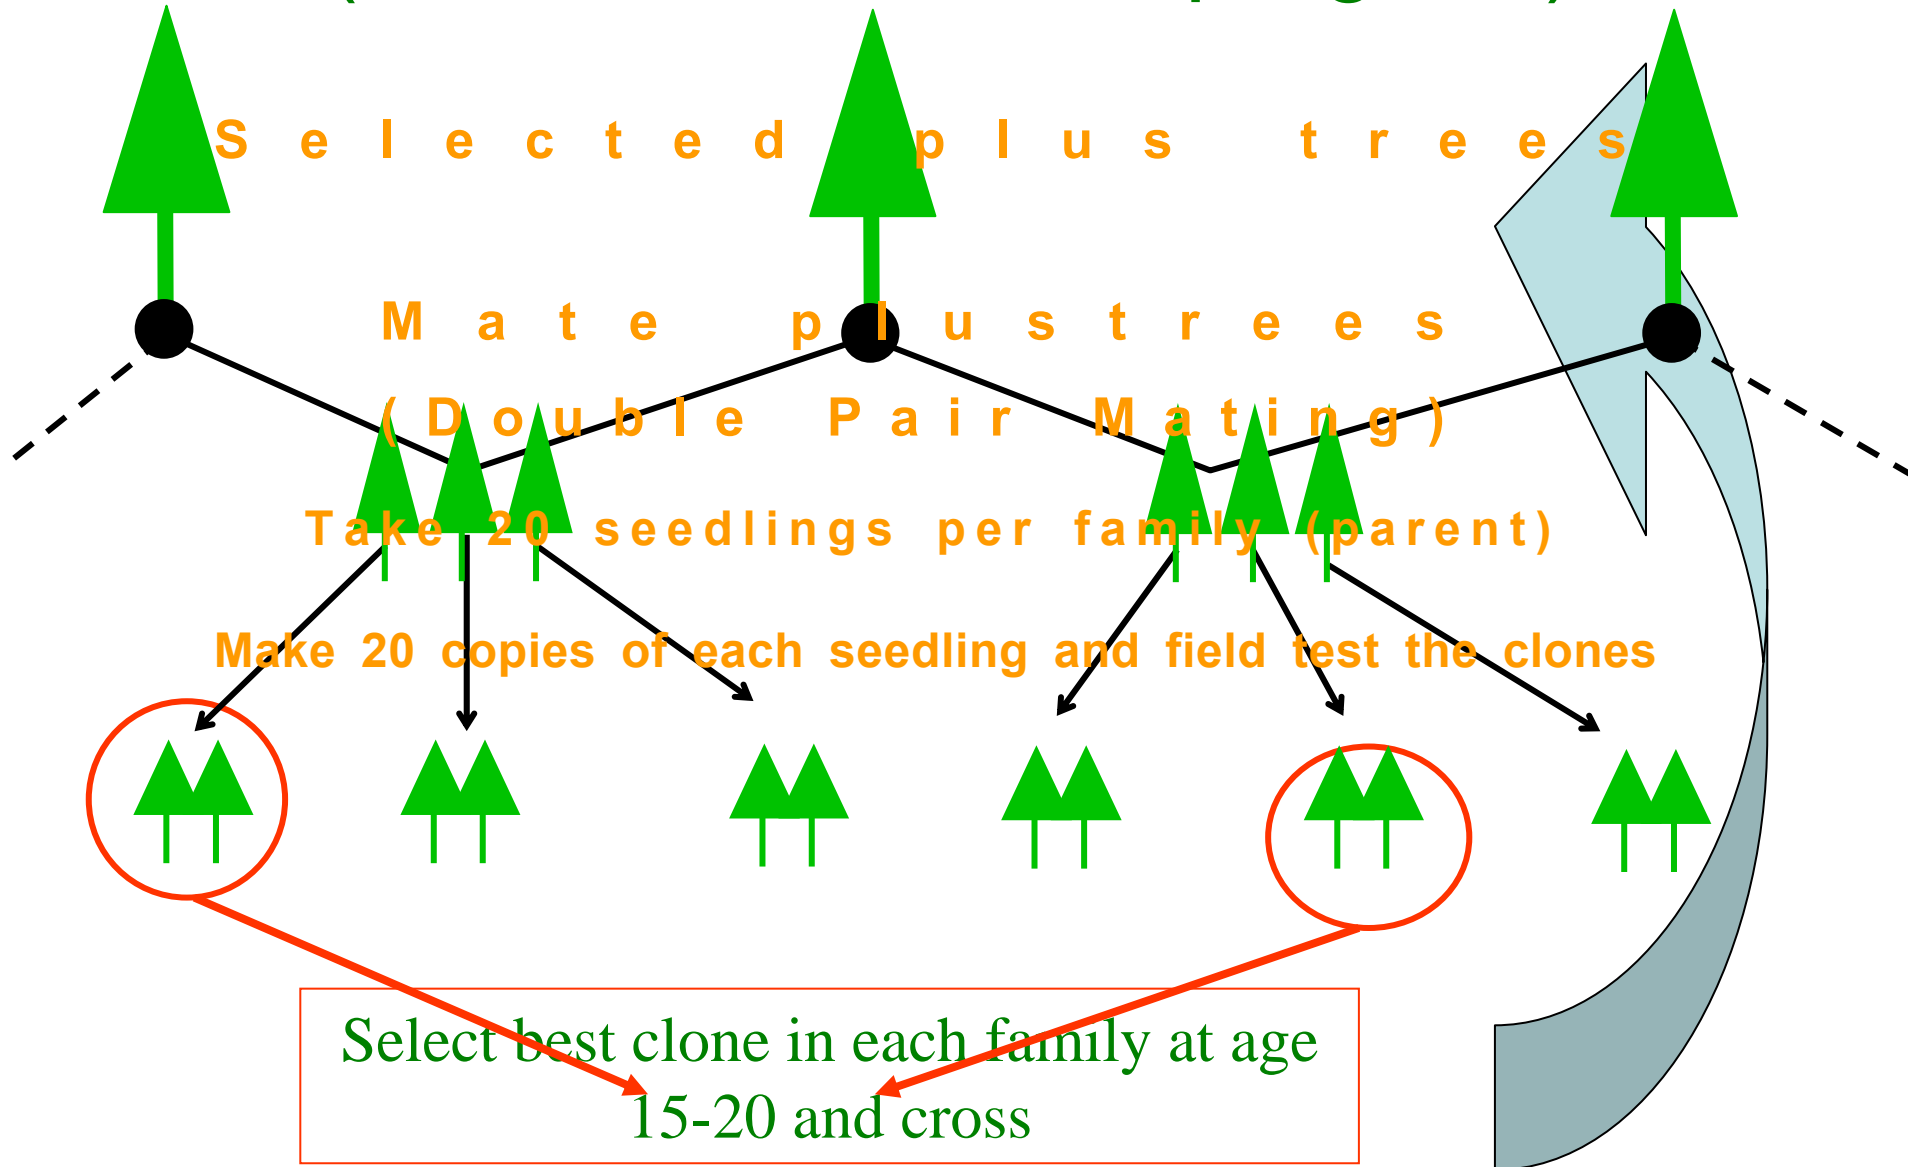 Selected plus trees
Mate plustrees
(Double Pair Mating)
Take 20 seedlings per family (parent)
Make 20 copies of each seedling and field test the clones
Select best clone in each family at age
15-20 and cross